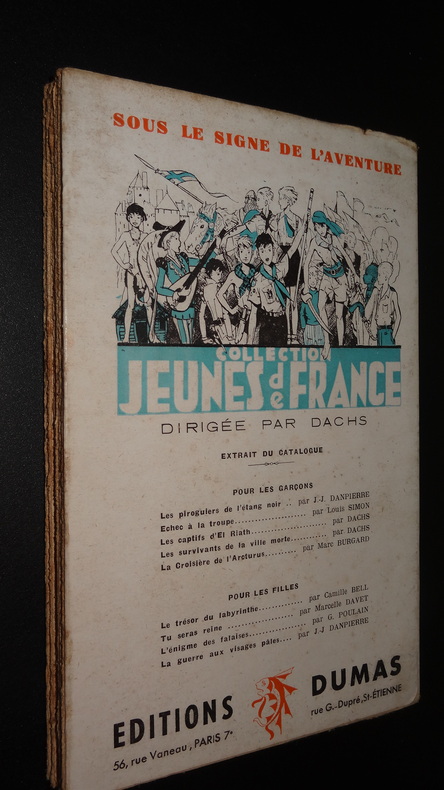 SOUS LE SIGNE DE L'AVENTURE
COLLECTION
JEUNES de FRANCE
DIRIGÉE PAR DACHS
EXTRAIT DU CATALOGUE
POUR LES GARÇONS
Les piroguiers de l'étang noir .. par J.-J. DANPIERRE
Echec à la troupe...................... par Louis SIMON
Les captifs d'El Riath........................ par DACHS
Les survivants de la ville morte........... par DACHS
La Croisière de l'Arcturus.......... par Marc BURGARD
POUR LES FILLES
Le trésor du labyrinthe............. par Camille BELL
Tu seras reine .................... par Marcelle DAVET
L'énigme des falaises.................. par G. POULAIN
La guerre aux visages pâles.... par J.-J DANPIERRE
EDITIONS DUMAS
56, rue Vaneau, PARIS 7e rue G.-Dupré, St-ÉTIENNE